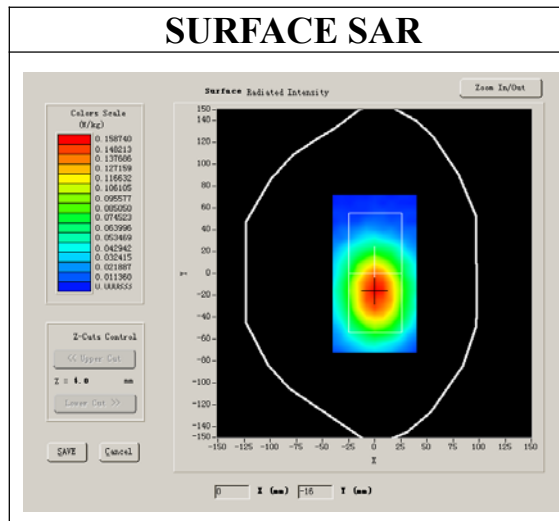 SURFACE SAR
Surface Radiated Intensity
Zoom In/Out
Colors Scale
(W/kg)
0.158740
0.148213
0.137686
0.127159
0.116632
0.106105
0.095577
0.085050
0.074523
0.063996
0.053469
0.042942
0.032415
0.021887
0.011360
0.000833
150
140
120
100
80
60
40
20
0
-20
-40
-60
-80
-100
-120
-140
-150
Y
-150 -125 -100 -75 -50 -25 0 25 50 75 100 125 150
X
Z-Cuts Control
<< Upper Cut
Z = 4.0 mm
Lower Cut >>
SAVE Cancel
0 X (mm) -16 Y (mm)